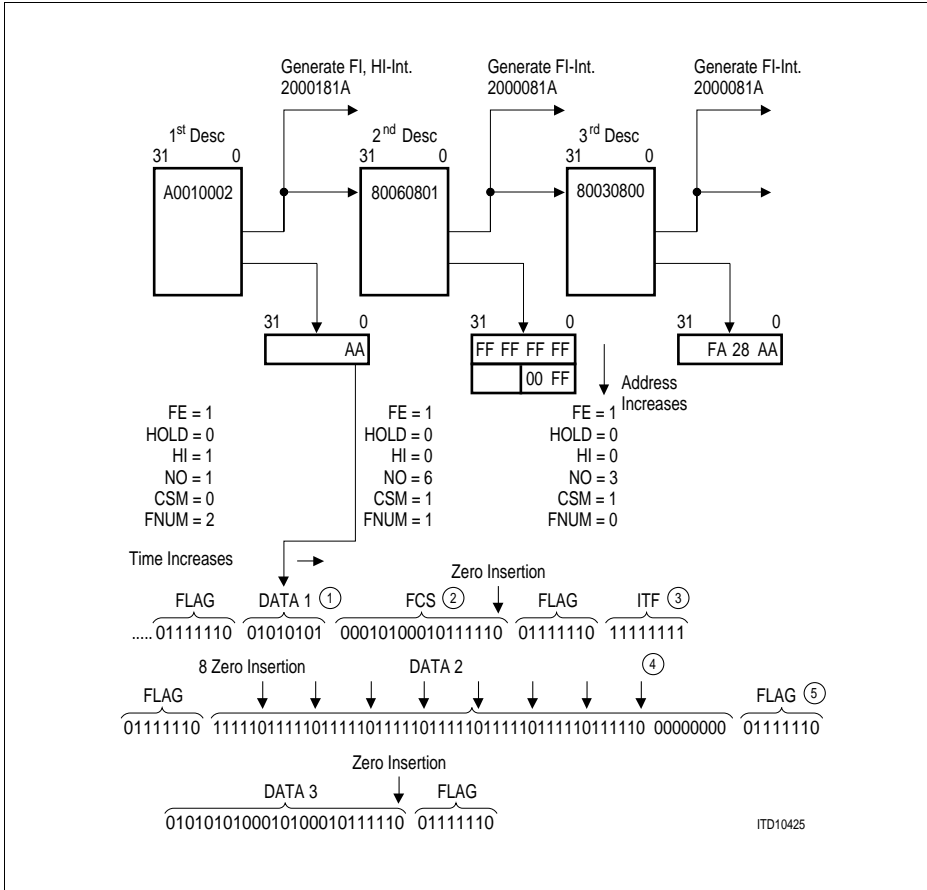 Generate FI, HI-Int.
2000181A
Generate FI-Int.
2000081A
Generate FI-Int.
2000081A
1st Desc
31 0
A0010002
2nd Desc
31 0
80060801
3rd Desc
31 0
80030800
31 0
AA
31 0
FF FF FF FF
00 FF
31 0
FA 28 AA
Address
Increases
FE = 1
HOLD = 0
HI = 1
NO = 1
CSM = 0
FNUM = 2
FE = 1
HOLD = 0
HI = 0
NO = 6
CSM = 1
FNUM = 1
FE = 1
HOLD = 0
HI = 0
NO = 3
CSM = 1
FNUM = 0
Time Increases
Zero Insertion
FLAG DATA 1 1 FCS 2 FLAG ITF 3
..... 01111110 01010101 00010100010111110 01111110 11111111
8 Zero Insertion DATA 2 4
FLAG FLAG 5
01111110 111110111110111110111110111110111110111110111110 00000000 01111110
Zero Insertion
DATA 3 FLAG
0101010100010100010111110 01111110
ITD10425